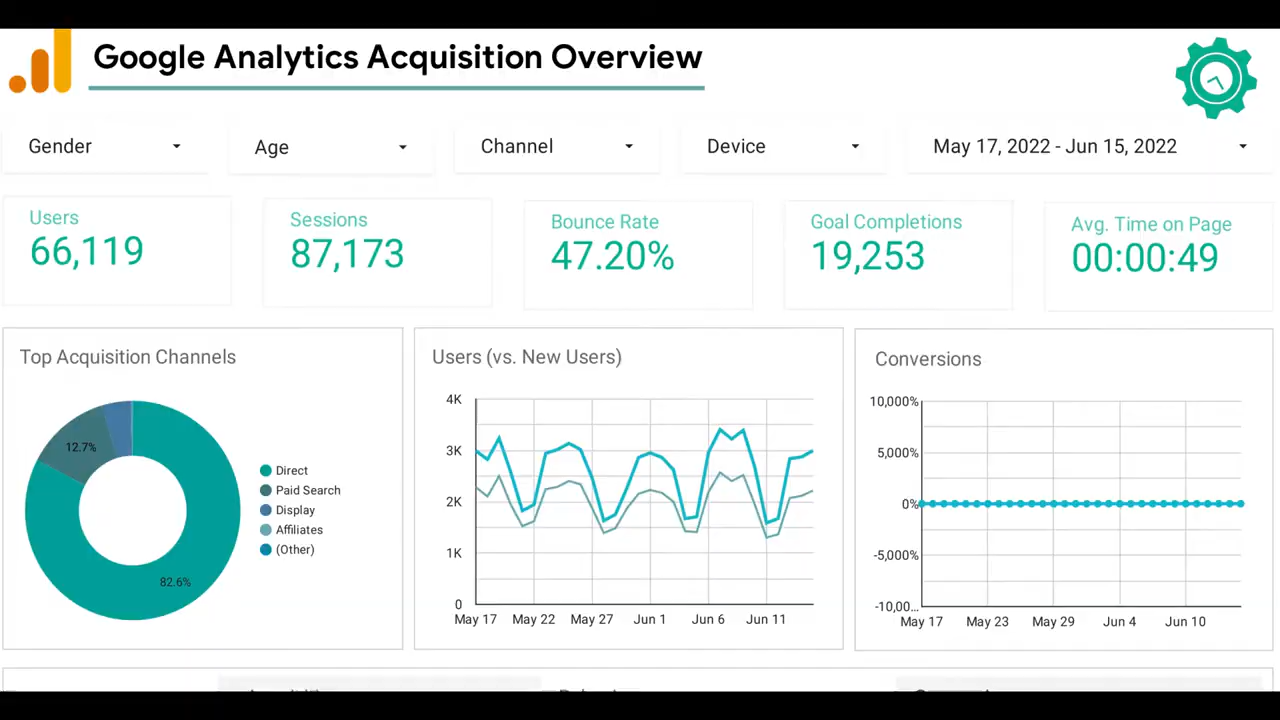 Google Analytics Acquisition Overview
Gender
Age
Channel
Device
May 17, 2022 - Jun 15, 2022
Users
66,119
Sessions
87,173
Bounce Rate
47.20%
Goal Completions
19,253
Avg. Time on Page
00:00:49
Top Acquisition Channels
12.7%
82.6%
Direct
Paid Search
Display
Affiliates
(Other)
Users (vs. New Users)
4K
3K
2K
1K
0
May 17 May 22 May 27 Jun 1 Jun 6 Jun 11
Conversions
10,000%
5,000%
0%
-5,000%
-10,00...
May 17 May 23 May 29 Jun 4 Jun 10